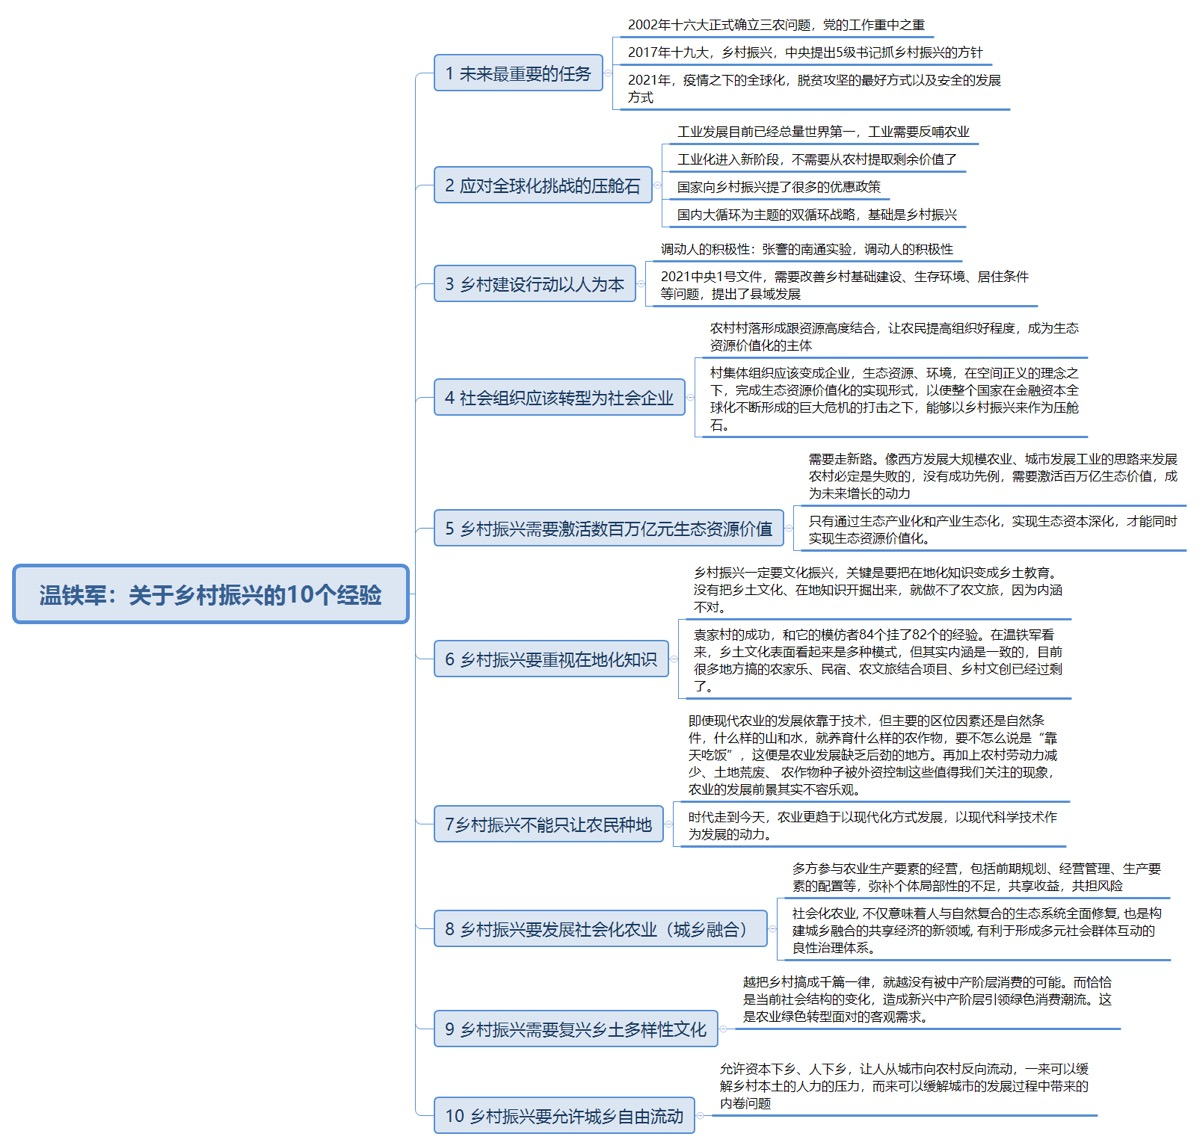 温铁军：关于乡村振兴的10个经验
1 未来最重要的任务
2002年十六大正式确立三农问题，党的工作重中之重
2017年十九大，乡村振兴，中央提出5级书记抓乡村振兴的方针
2021年，疫情之下的全球化，脱贫攻坚的最好方式以及安全的发展
方式
2 应对全球化挑战的压舱石
工业发展目前已经总量世界第一，工业需要反哺农业
工业化进入新阶段，不需要从农村提取剩余价值了
国家向乡村振兴提了很多的优惠政策
国内大循环为主题的双循环战略，基础是乡村振兴
3 乡村建设行动以人为本
调动人的积极性：张謇的南通实验，调动人的积极性
2021中央1号文件，需要改善乡村基础建设、生存环境、居住条件
等问题，提出了县域发展
4 社会组织应该转型为社会企业
农村村落形成跟资源高度结合，让农民提高组织好程度，成为生态
资源价值化的主体
村集体组织应该变成企业，生态资源、环境，在空间正义的理念之
下，完成生态资源价值化的实现形式，以使整个国家在金融资本全
球化不断形成的巨大危机的打击之下，能够以乡村振兴来作为压舱
石。
5 乡村振兴需要激活数百万亿元生态资源价值
需要走新路。像西方发展大规模农业、城市发展工业的思路来发展
农村必定是失败的，没有成功先例，需要激活百万亿生态价值，成
为未来增长的动力
只有通过生态产业化和产业生态化，实现生态资本深化，才能同时
实现生态资源价值化。
6 乡村振兴要重视在地化知识
乡村振兴一定要文化振兴，关键是要把在地化知识变成乡土教育。
没有把乡土文化、在地知识开掘出来，就做不了农文旅，因为内涵
不对。
袁家村的成功，和它的模仿者84个挂了82个的经验。在温铁军看
来，乡土文化表面看起来是多种模式，但其实内涵是一致的，目前
很多地方搞的农家乐、民宿、农文旅结合项目、乡村文创已经过剩
了。
7乡村振兴不能只让农民种地
即使现代农业的发展依靠于技术，但主要的区位因素还是自然条
件，什么样的山和水，就养育什么样的农作物，要不怎么说是“靠
天吃饭”，这便是农业发展缺乏后劲的地方。再加上农村劳动力减
少、土地荒废、 农作物种子被外资控制这些值得我们关注的现象，
农业的发展前景其实不容乐观。
时代走到今天，农业更趋于以现代化方式发展，以现代科学技术作
为发展的动力。
8 乡村振兴要发展社会化农业（城乡融合）
多方参与农业生产要素的经营，包括前期规划、经营管理、生产要
素的配置等，弥补个体局部性的不足，共享收益，共担风险
社会化农业, 不仅意味着人与自然复合的生态系统全面修复, 也是构
建城乡融合的共享经济的新领域, 有利于形成多元社会群体互动的
良性治理体系。
9 乡村振兴需要复兴乡土多样性文化
越把乡村搞成千篇一律，就越没有被中产阶层消费的可能。而恰恰
是当前社会结构的变化，造成新兴中产阶层引领绿色消费潮流。这
是农业绿色转型面对的客观需求。
10 乡村振兴要允许城乡自由流动
允许资本下乡、人下乡，让人从城市向农村反向流动，一来可以缓
解乡村本土的人力的压力，而来可以缓解城市的发展过程中带来的
内卷问题